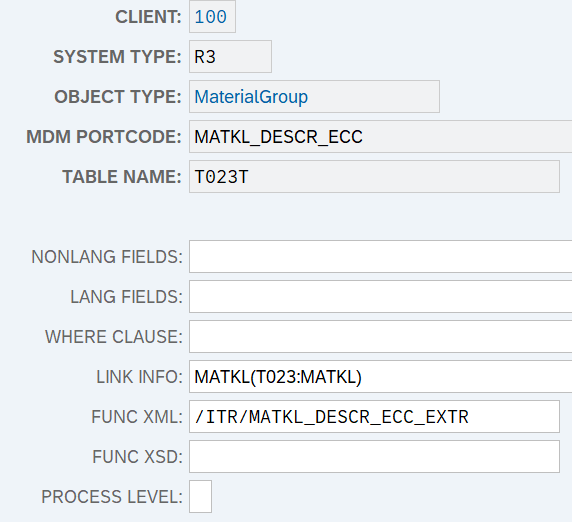 CLIENT: 100
SYSTEM TYPE: R3
OBJECT TYPE: MaterialGroup
MDM PORTCODE: MATKL_DESCR_ECC
TABLE NAME: T023T
NONLANG FIELDS:
LANG FIELDS:
WHERE CLAUSE:
LINK INFO: MATKL(T023:MATKL)
FUNC XML: /ITR/MATKL_DESCR_ECC_EXTR
FUNC XSD:
PROCESS LEVEL: